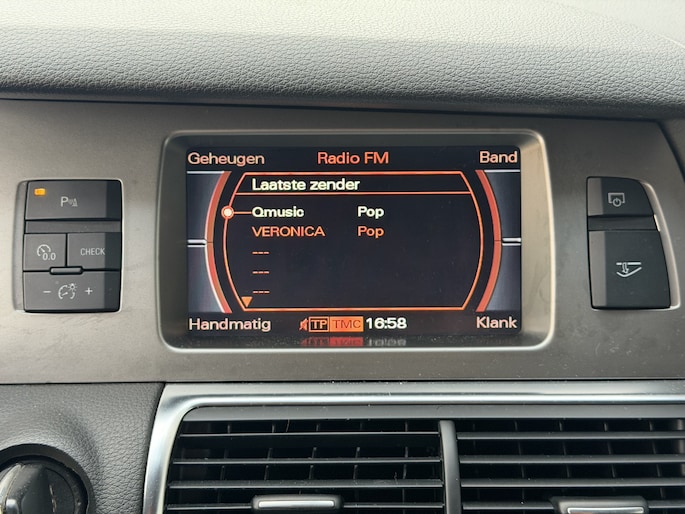 Geheugen Radio FM Band
Laatste zender
Qmusic Pop
VERONICA Pop
---
---
---
Handmatig TP TMC 16:58 Klank
P
0.0 CHECK
- +